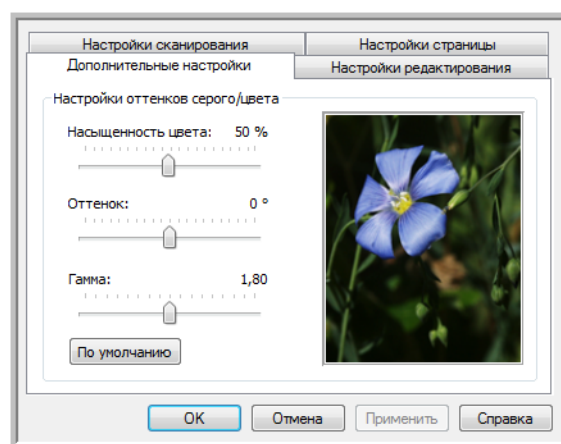 Настройки сканирования
Настройки страницы
Дополнительные настройки
Настройки редактирования
Настройки оттенков серого/цвета
Насыщенность цвета: 50 %
Оттенок: 0 °
Гамма: 1,80
По умолчанию
OK Отмена Применить Справка